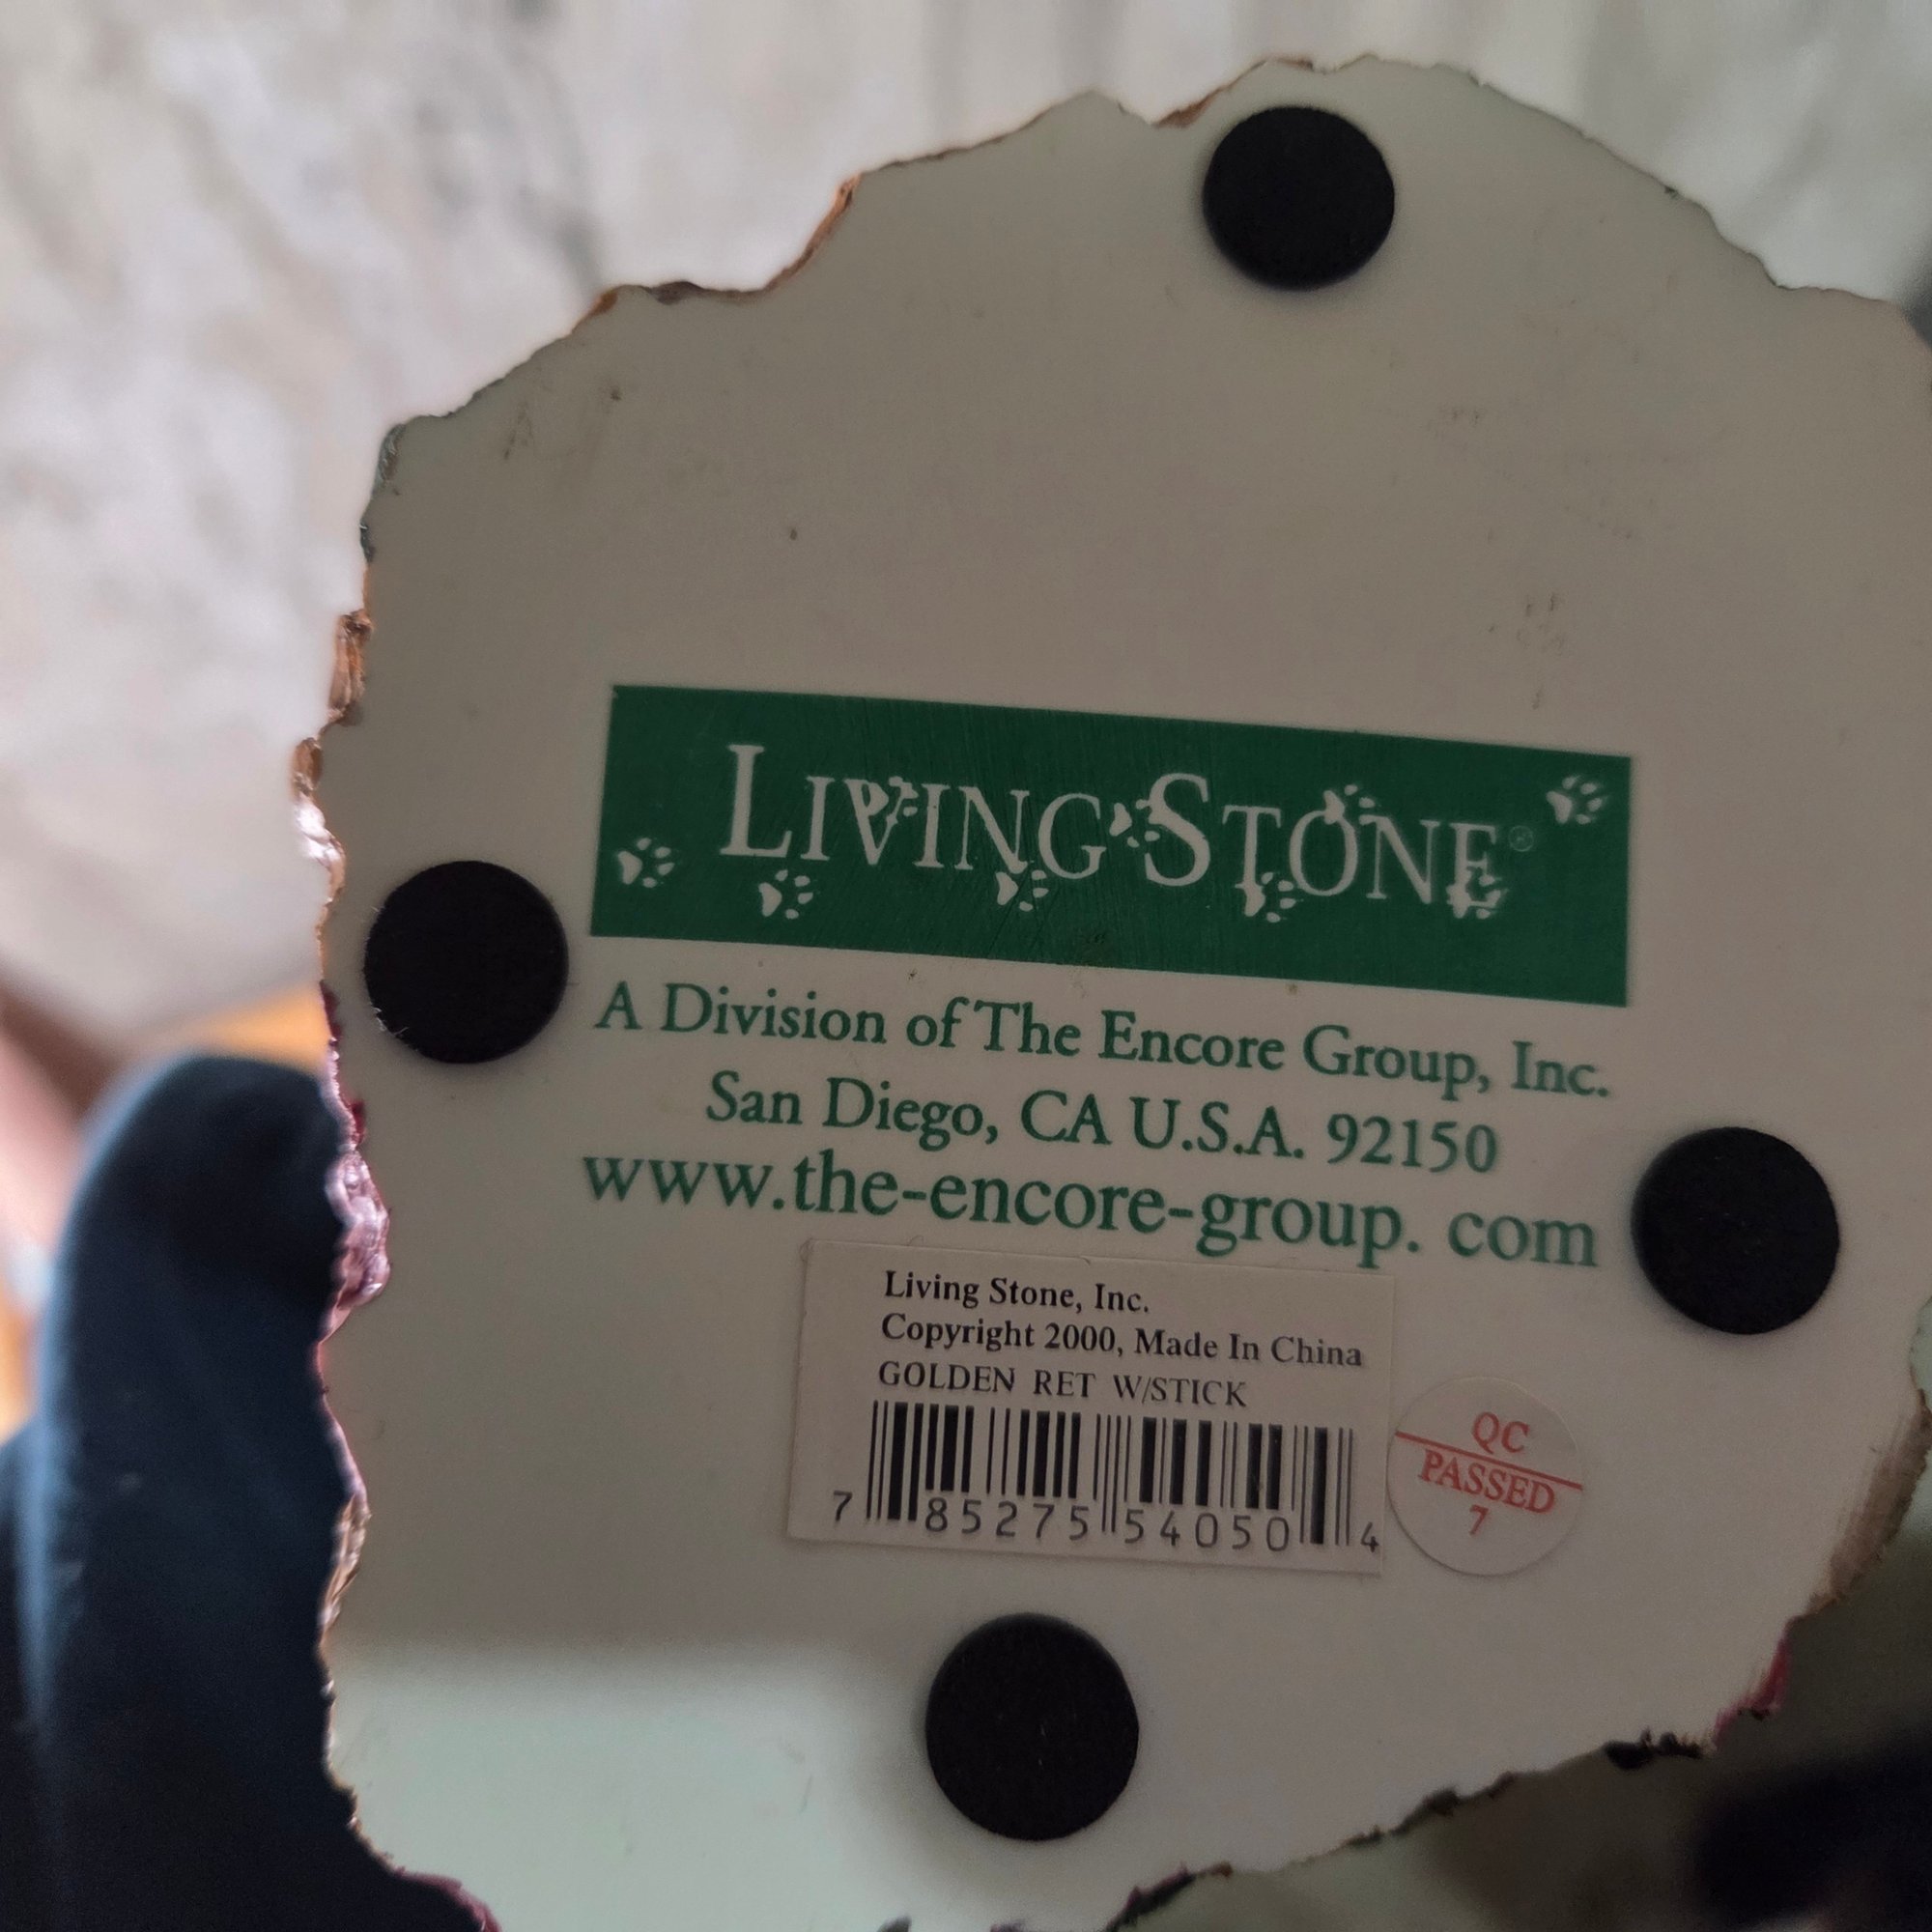 LIVING STONE®
A Division of The Encore Group, Inc.
San Diego, CA U.S.A. 92150
www.the-encore-group. com
Living Stone, Inc.
Copyright 2000, Made In China
GOLDEN RET W/STICK
7 85275 54050 4
QC
PASSED
7